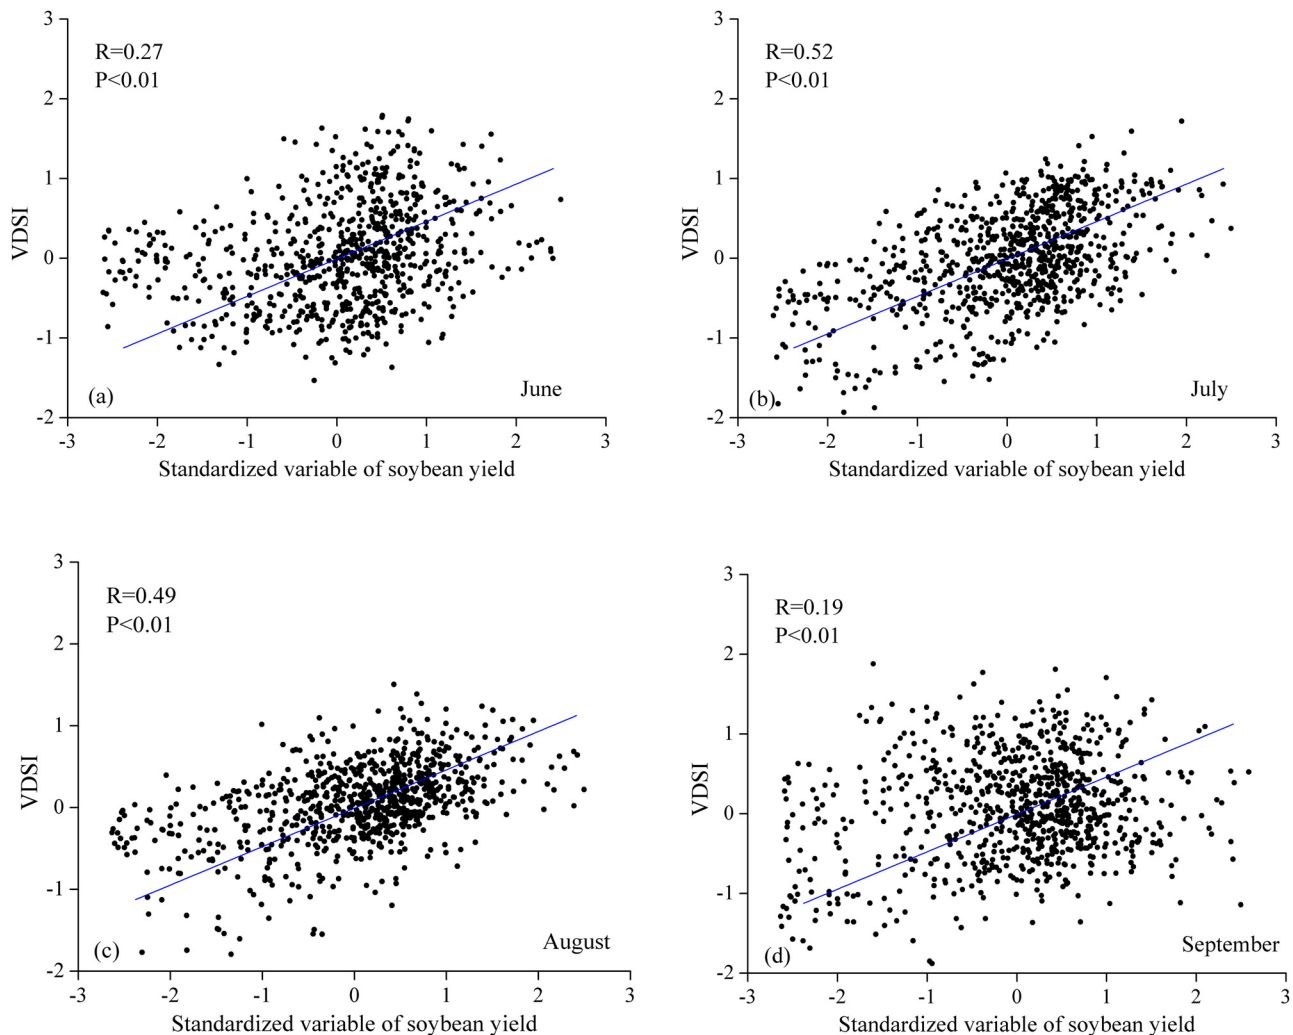 3
2
1
0
-1
-2
VDSI
R=0.27
P<0.01
(a)
June
-3 -2 -1 0 1 2 3
Standardized variable of soybean yield
3
2
1
0
-1
-2
VDSI
R=0.52
P<0.01
(b)
July
-3 -2 -1 0 1 2 3
Standardized variable of soybean yield
3
2
1
0
-1
-2
VDSI
R=0.49
P<0.01
(c)
August
-3 -2 -1 0 1 2 3
Standardized variable of soybean yield
3
2
1
0
-1
-2
VDSI
R=0.19
P<0.01
(d)
September
-3 -2 -1 0 1 2 3
Standardized variable of soybean yield